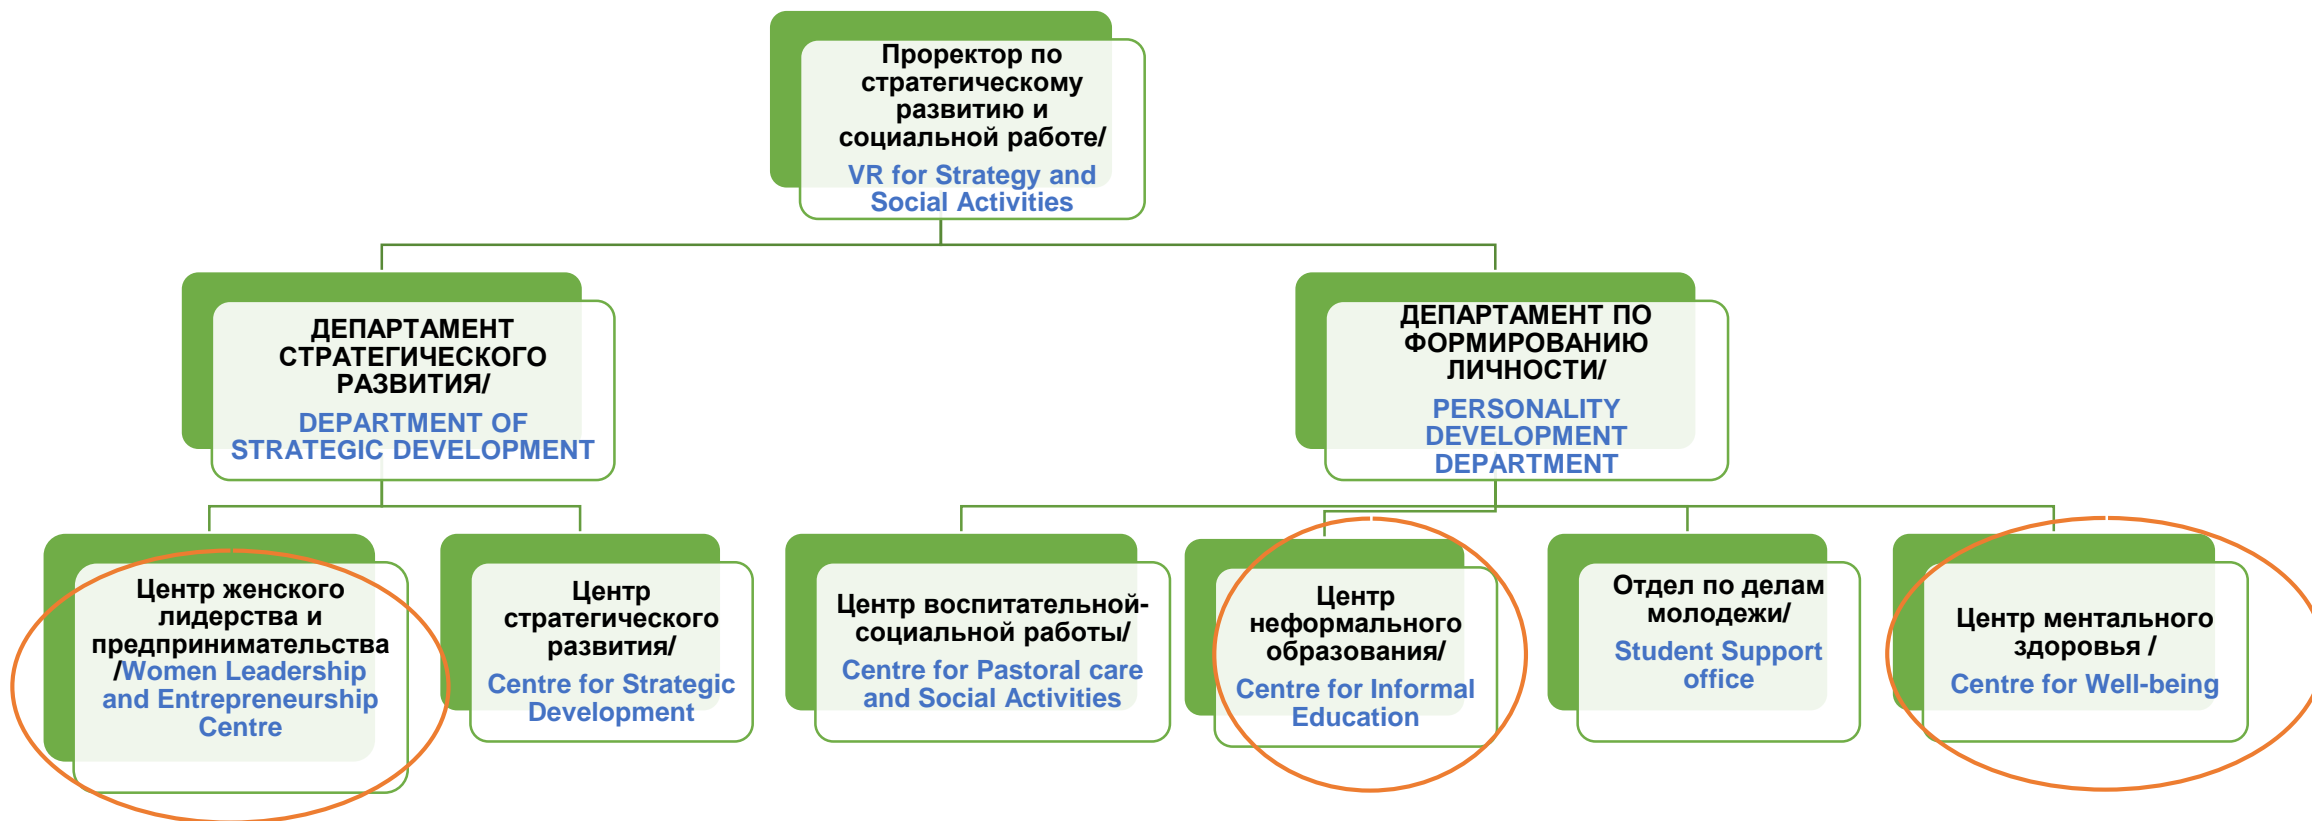 Проректор по
стратегическому
развитию и
социальной работе/
VR for Strategy and
Social Activities
ДЕПАРТАМЕНТ
СТРАТЕГИЧЕСКОГО
РАЗВИТИЯ/
DEPARTMENT OF
STRATEGIC DEVELOPMENT
ДЕПАРТАМЕНТ ПО
ФОРМИРОВАНИЮ
ЛИЧНОСТИ/
PERSONALITY
DEVELOPMENT
DEPARTMENT
Центр женского
лидерства и
предпринимательства
/Women Leadership
and Entrepreneurship
Centre
Центр
стратегического
развития/
Centre for Strategic
Development
Центр воспитательной-
социальной работы/
Centre for Pastoral care
and Social Activities
Центр
неформального
образования/
Centre for Informal
Education
Отдел по делам
молодежи/
Student Support
office
Центр ментального
здоровья /
Centre for Well-being